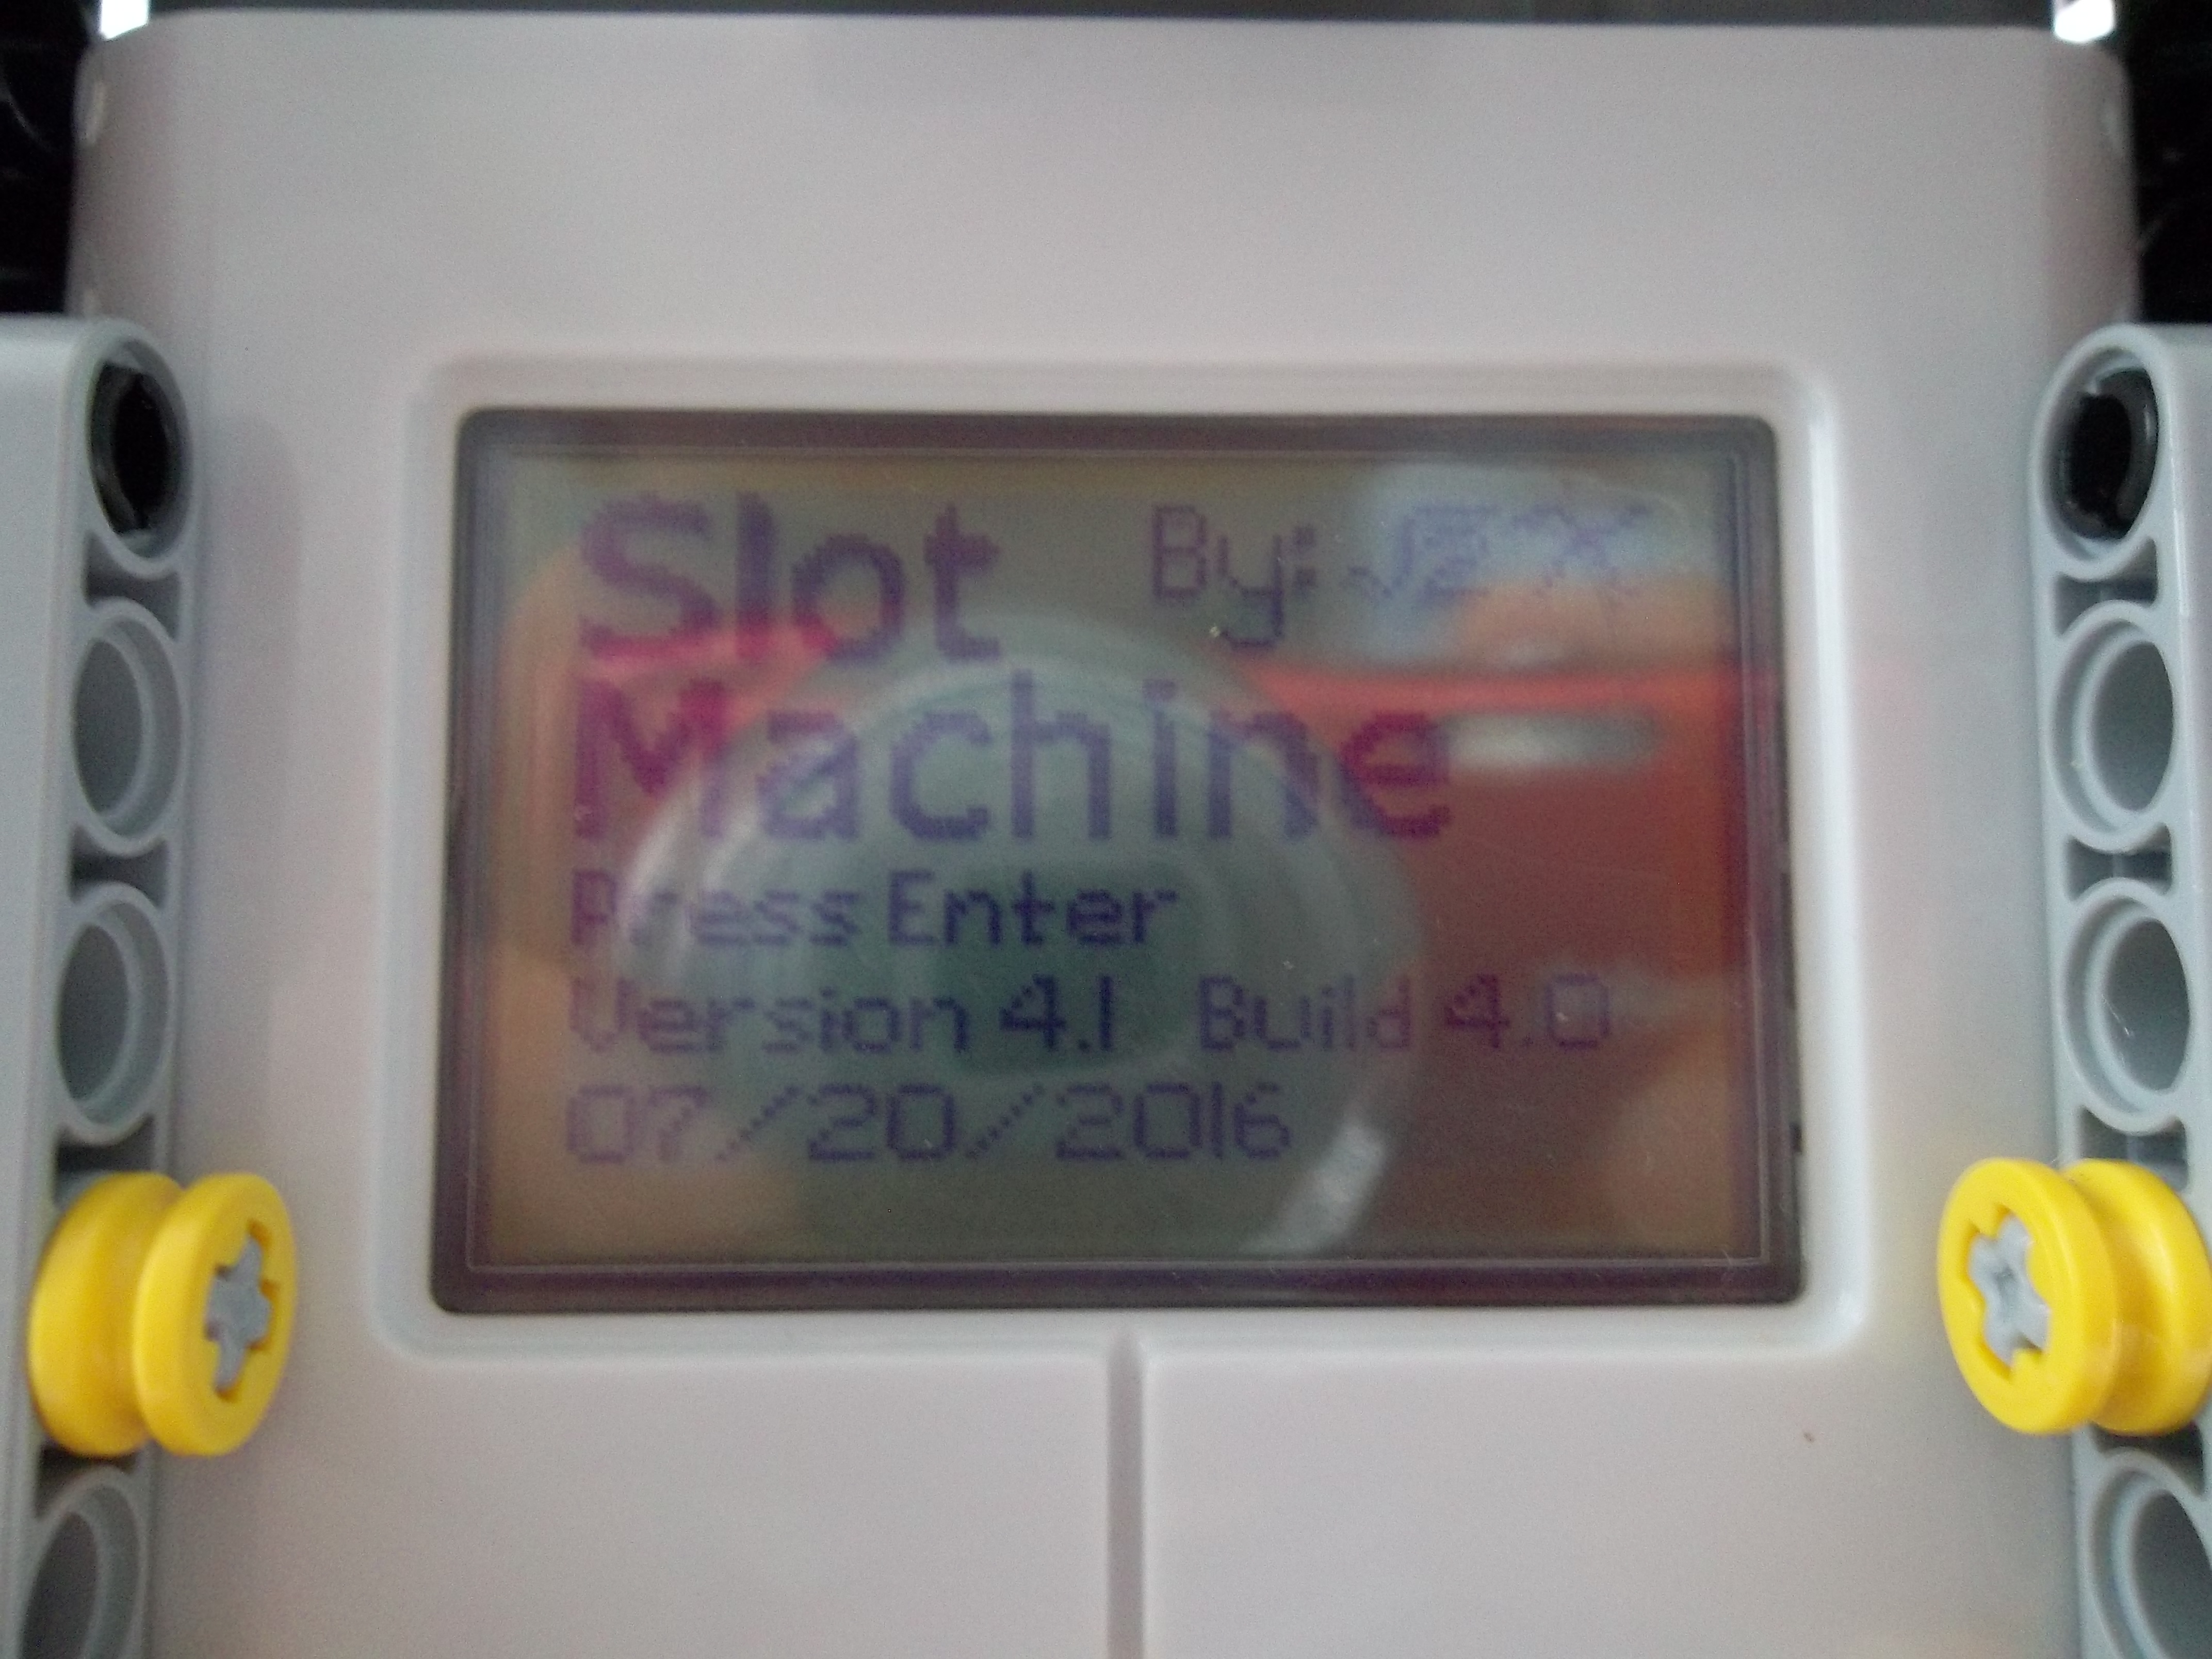 Slot By:
Machine
Press Enter
Version 4.1 Build 4.0
07/20/2016